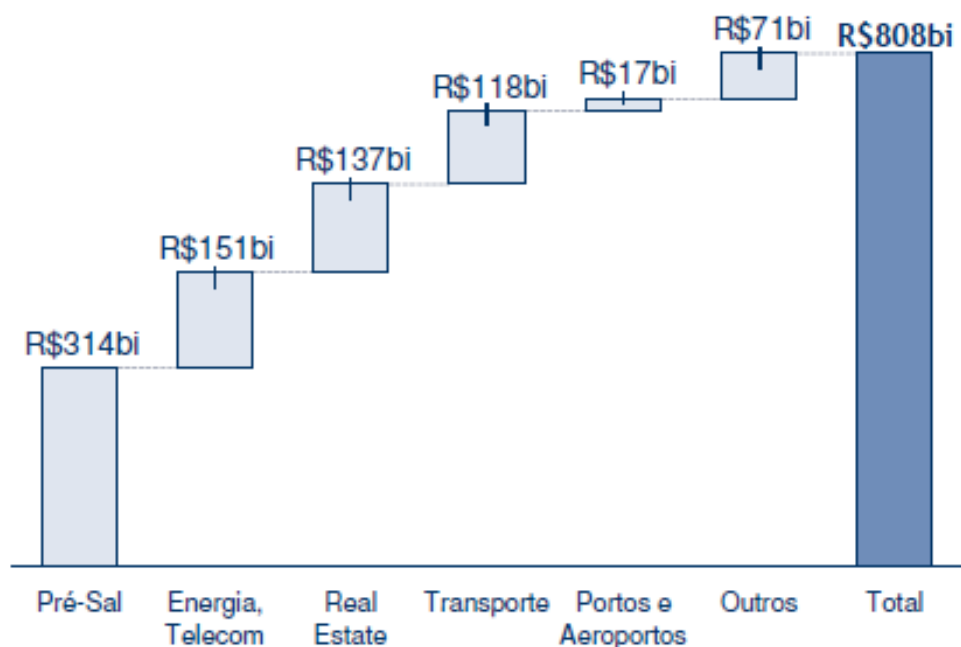 R$314bi
R$151bi
R$137bi
R$118bi
R$17bi
R$71bi
R$808bi
Pré-Sal
Energia,
Telecom
Real
Estate
Transporte
Portos e
Aeroportos
Outros
Total